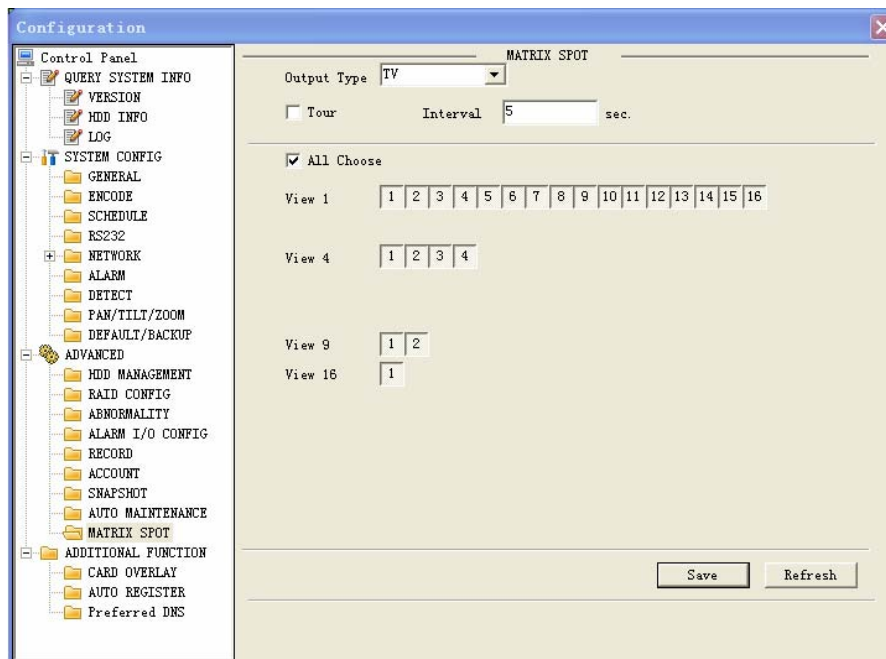 Configuration
Control Panel
QUERY SYSTEM INFO
VERSION
HDD INFO
LOG
SYSTEM CONFIG
GENERAL
ENCODE
SCHEDULE
RS232
NETWORK
ALARM
DETECT
PAN/TILT/ZOOM
DEFAULT/BACKUP
ADVANCED
HDD MANAGEMENT
RAID CONFIG
ABNORMALITY
ALARM I/O CONFIG
RECORD
ACCOUNT
SNAPSHOT
AUTO MAINTENANCE
MATRIX SPOT
ADDITIONAL FUNCTION
CARD OVERLAY
AUTO REGISTER
Preferred DNS
MATRIX SPOT
Output Type TV
Tour Interval 5 sec.
All Choose
View 1 1 2 3 4 5 6 7 8 9 10 11 12 13 14 15 16
View 4 1 2 3 4
View 9 1 2
View 16 1
Save Refresh